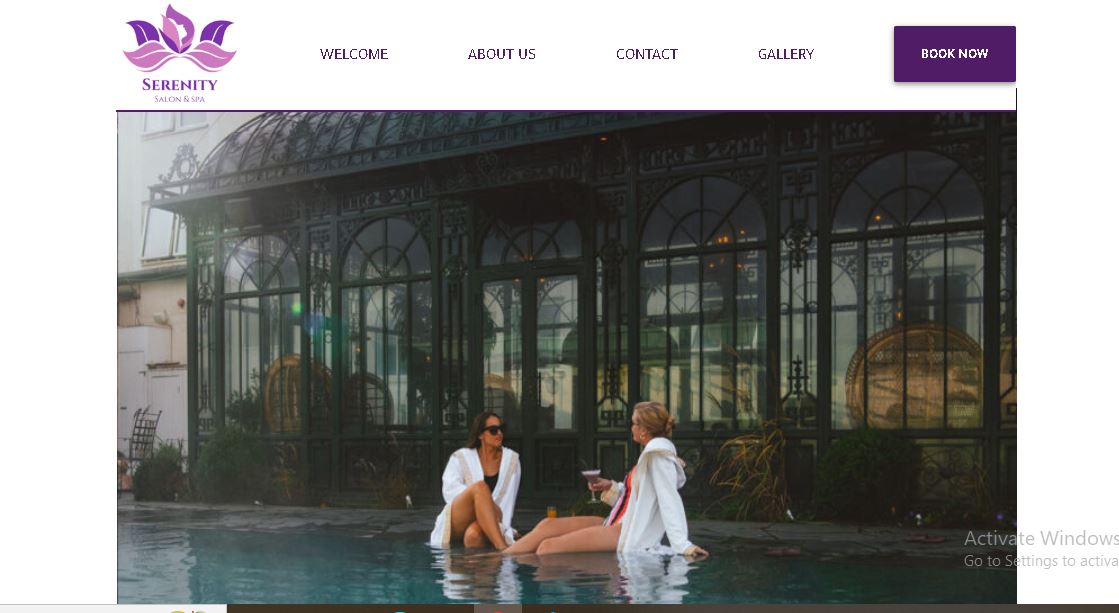 WELCOME ABOUT US CONTACT GALLERY BOOK NOW
SERENITY
SALON & SPA
Activate Windows
Go to Settings to activa